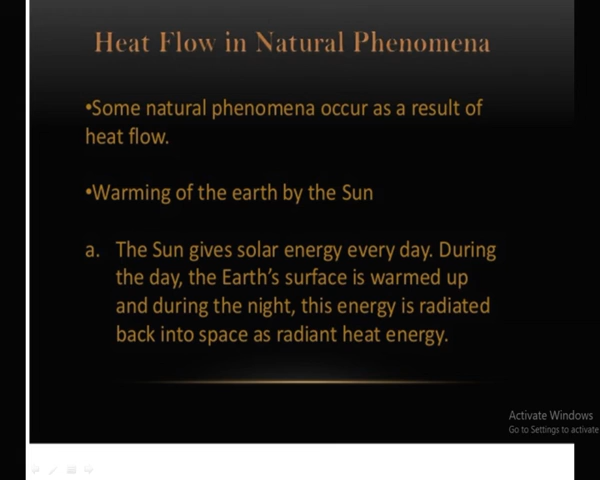 Heat Flow in Natural Phenomena
•Some natural phenomena occur as a result of
heat flow.
•Warming of the earth by the Sun
a. The Sun gives solar energy every day. During
the day, the Earth's surface is warmed up
and during the night, this energy is radiated
back into space as radiant heat energy.
Activate Windows
Go to Settings to activate